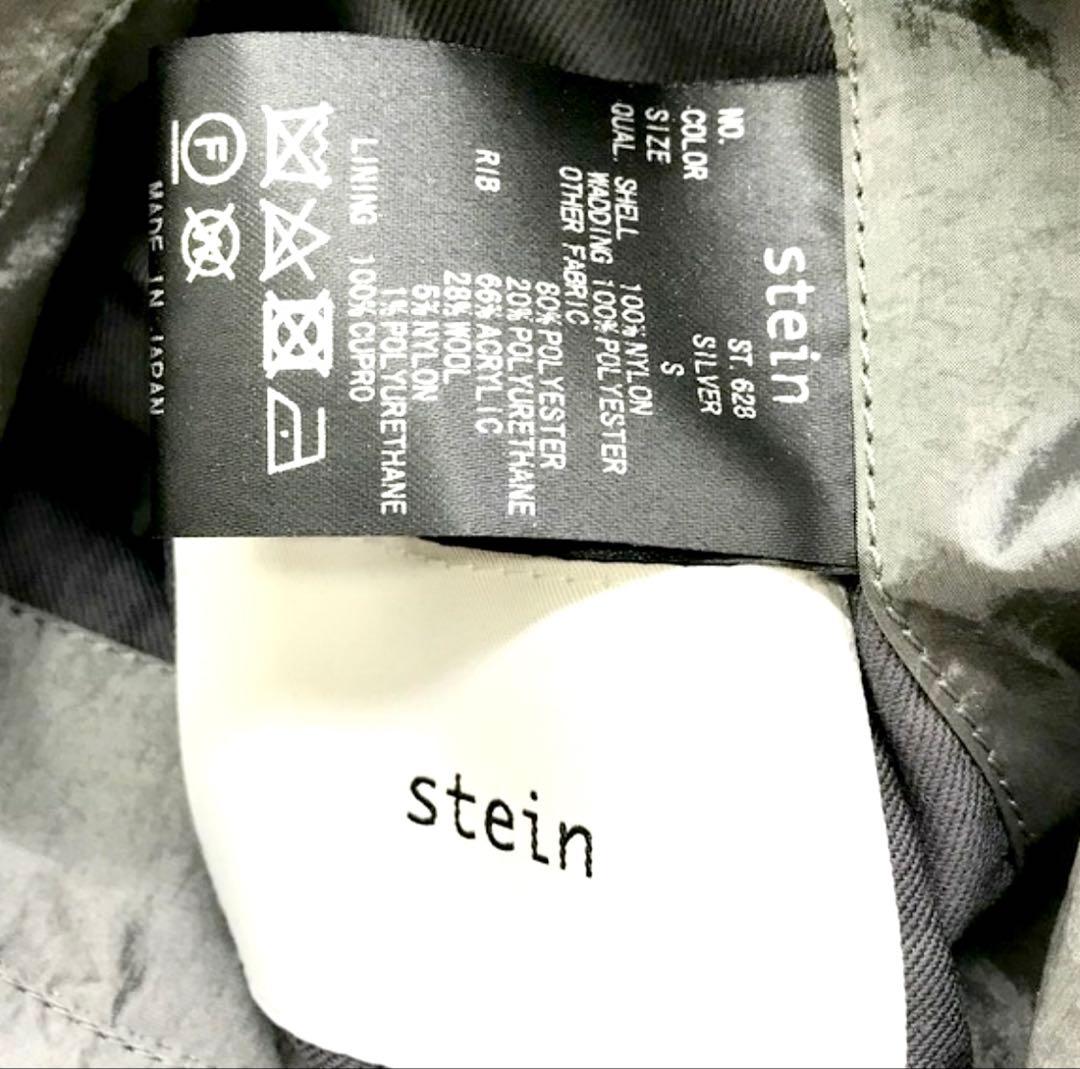 stein
NO. ST. 628
COLOR SILVER
SIZE S
QUAL. SHELL 100% NYLON
WADDING 100% POLYESTER
OTHER FABRIC
80% POLYESTER
20% POLYURETHANE
RIB 66% ACRYLIC
28% WOOL
5% NYLON
1% POLYURETHANE
LINING 100% CUPRO
F
W
MADE IN JAPAN
stein